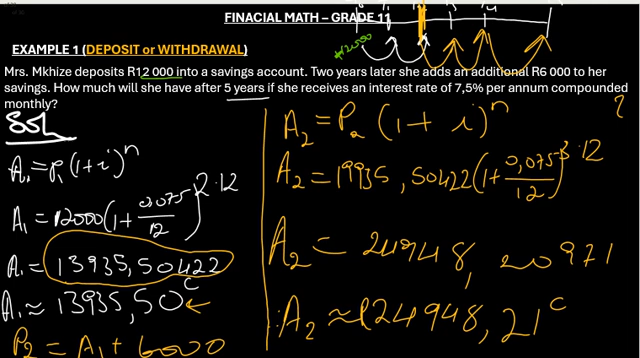 FINACIAL MATH – GRADE 11
EXAMPLE 1 (DEPOSIT or WITHDRAWAL)
Mrs. Mkhize deposits R12 000 into a savings account. Two years later she adds an additional R6 000 to her
savings. How much will she have after 5 years if she receives an interest rate of 7,5% per annum compounded
monthly?
A₁ = P₁(1+i)ⁿ
A₁ = 12000(1+0,075/12)^2·12
A₁ = 13935,50422
A₁ ≈ 13935,50c
P₂ = A₁ + 6000
?
A₂ = P₂ (1 + i)ⁿ
A₂ = 19935,50422(1+0,075/12)^3·12
A₂ = 24948,20971
∴A₂ ≈ R24948,21c